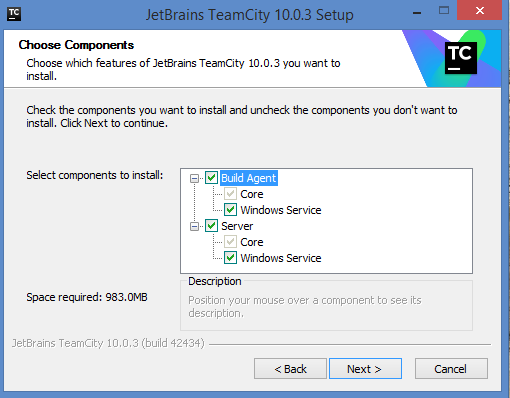 TC
JetBrains TeamCity 10.0.3 Setup
Choose Components
Choose which features of JetBrains TeamCity 10.0.3 you want to
install.
TC
Check the components you want to install and uncheck the components you don't want to
install. Click Next to continue.
Select components to install:
Build Agent
Core
Windows Service
Server
Core
Windows Service
Space required: 983.0MB
Description
Position your mouse over a component to see its
description.
JetBrains TeamCity 10.0.3 (build 42434)
< Back
Next >
Cancel